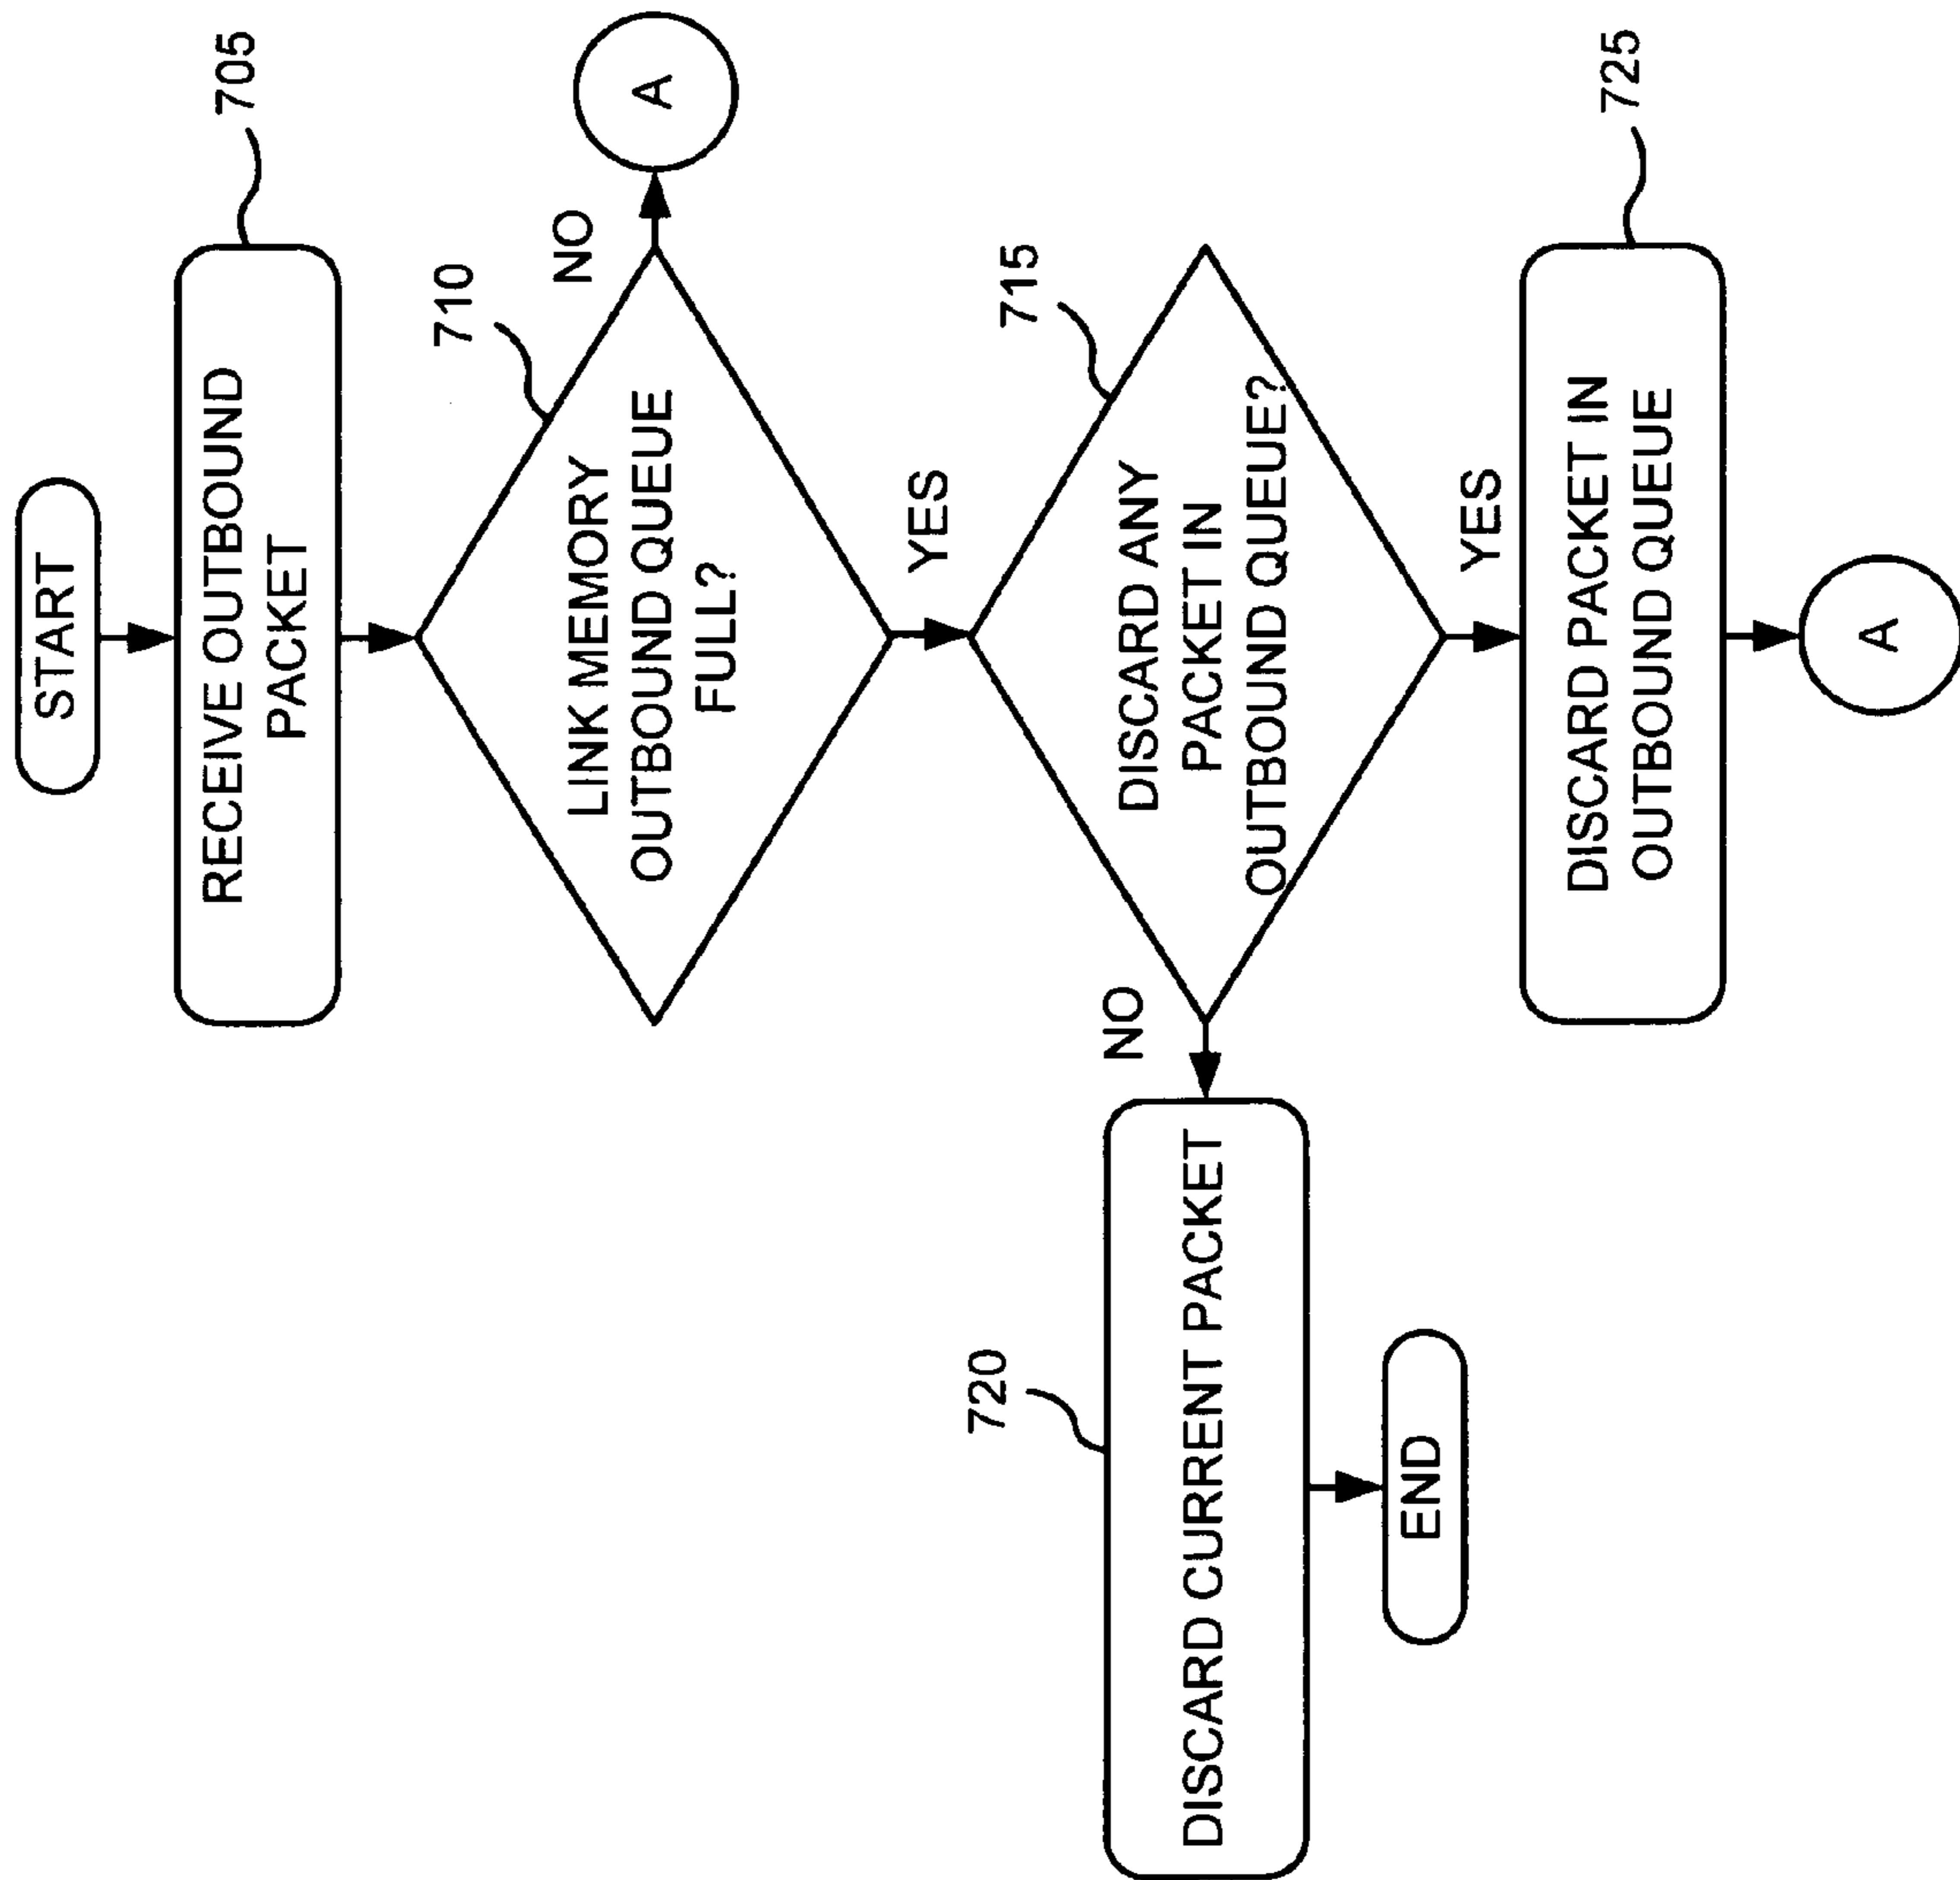 START
RECEIVE OUTBOUND
PACKET
705
LINK MEMORY
OUTBOUND QUEUE
FULL?
710
NO
A
YES
DISCARD ANY
PACKET IN
OUTBOUND QUEUE?
715
NO
DISCARD CURRENT PACKET
720
END
YES
DISCARD PACKET IN
OUTBOUND QUEUE
725
A